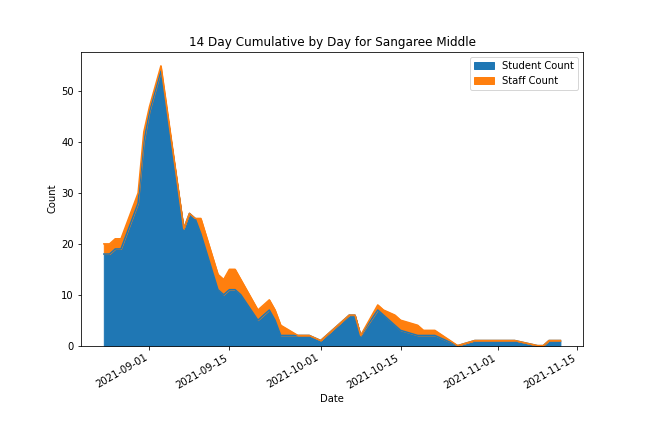 14 Day Cumulative by Day for Sangaree Middle
Student Count
Staff Count
Count
50
40
30
20
10
0
2021-09-01
2021-09-15
2021-10-01
2021-10-15
2021-11-01
2021-11-15
Date